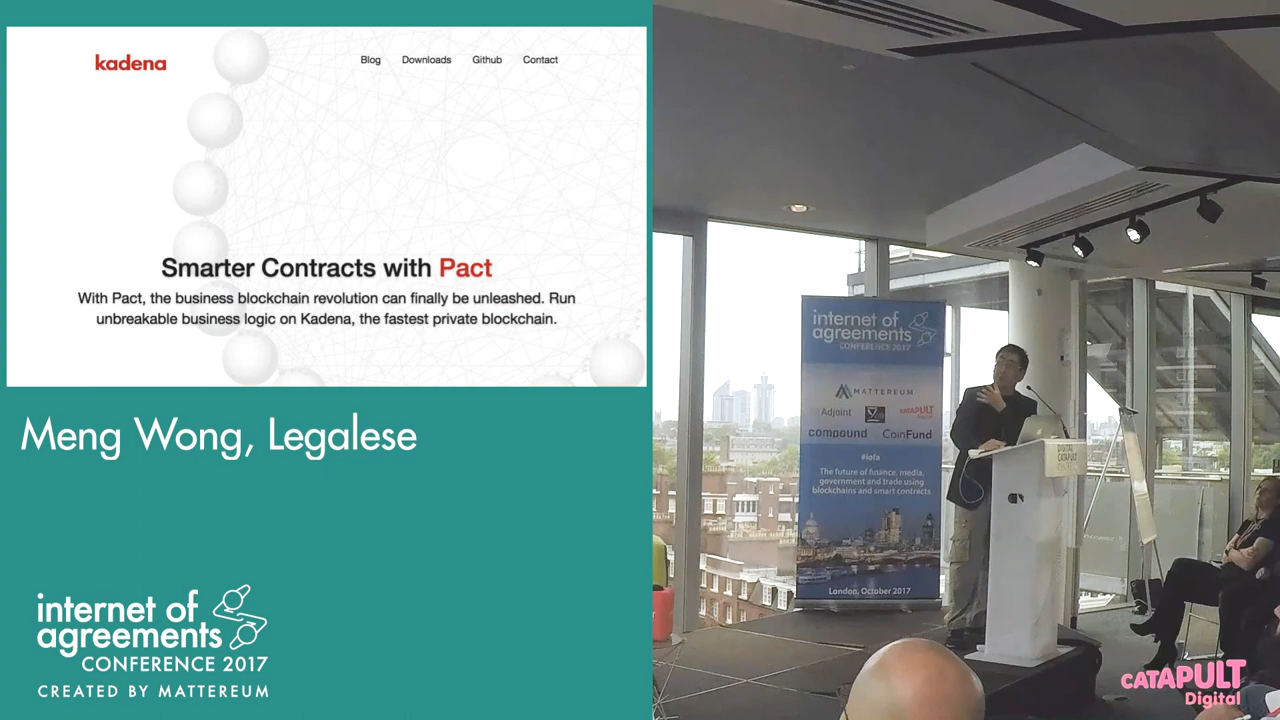 kadena
Blog Downloads Github Contact
Smarter Contracts with Pact
With Pact, the business blockchain revolution can finally be unleashed. Run
unbreakable business logic on Kadena, the fastest private blockchain.
Meng Wong, Legalese
internet of
agreements
CONFERENCE 2017
CREATED BY MATTEREUM
internet of
agreements
CONFERENCE 2017
MATTEREUM
Adjoint
CATAPULT
compound CoinFund
#iofa
The future of finance, media,
government and trade using
blockchains and smart contracts
London, October 2017
DIGITAL
CATAPULT
CATAPULT
Digital